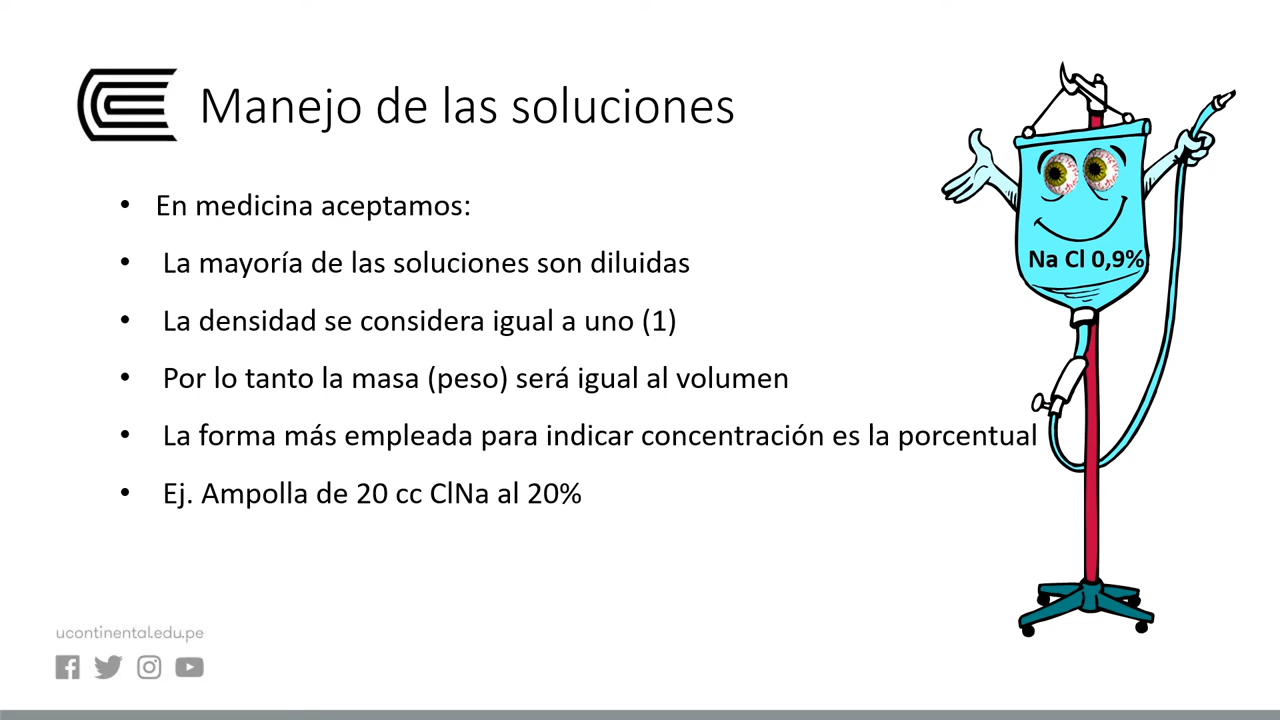 Manejo de las soluciones
• En medicina aceptamos:
• La mayoría de las soluciones son diluidas
• La densidad se considera igual a uno (1)
• Por lo tanto la masa (peso) será igual al volumen
• La forma más empleada para indicar concentración es la porcentual
• Ej. Ampolla de 20 cc ClNa al 20%
Na Cl 0,9%
ucontinental.edu.pe